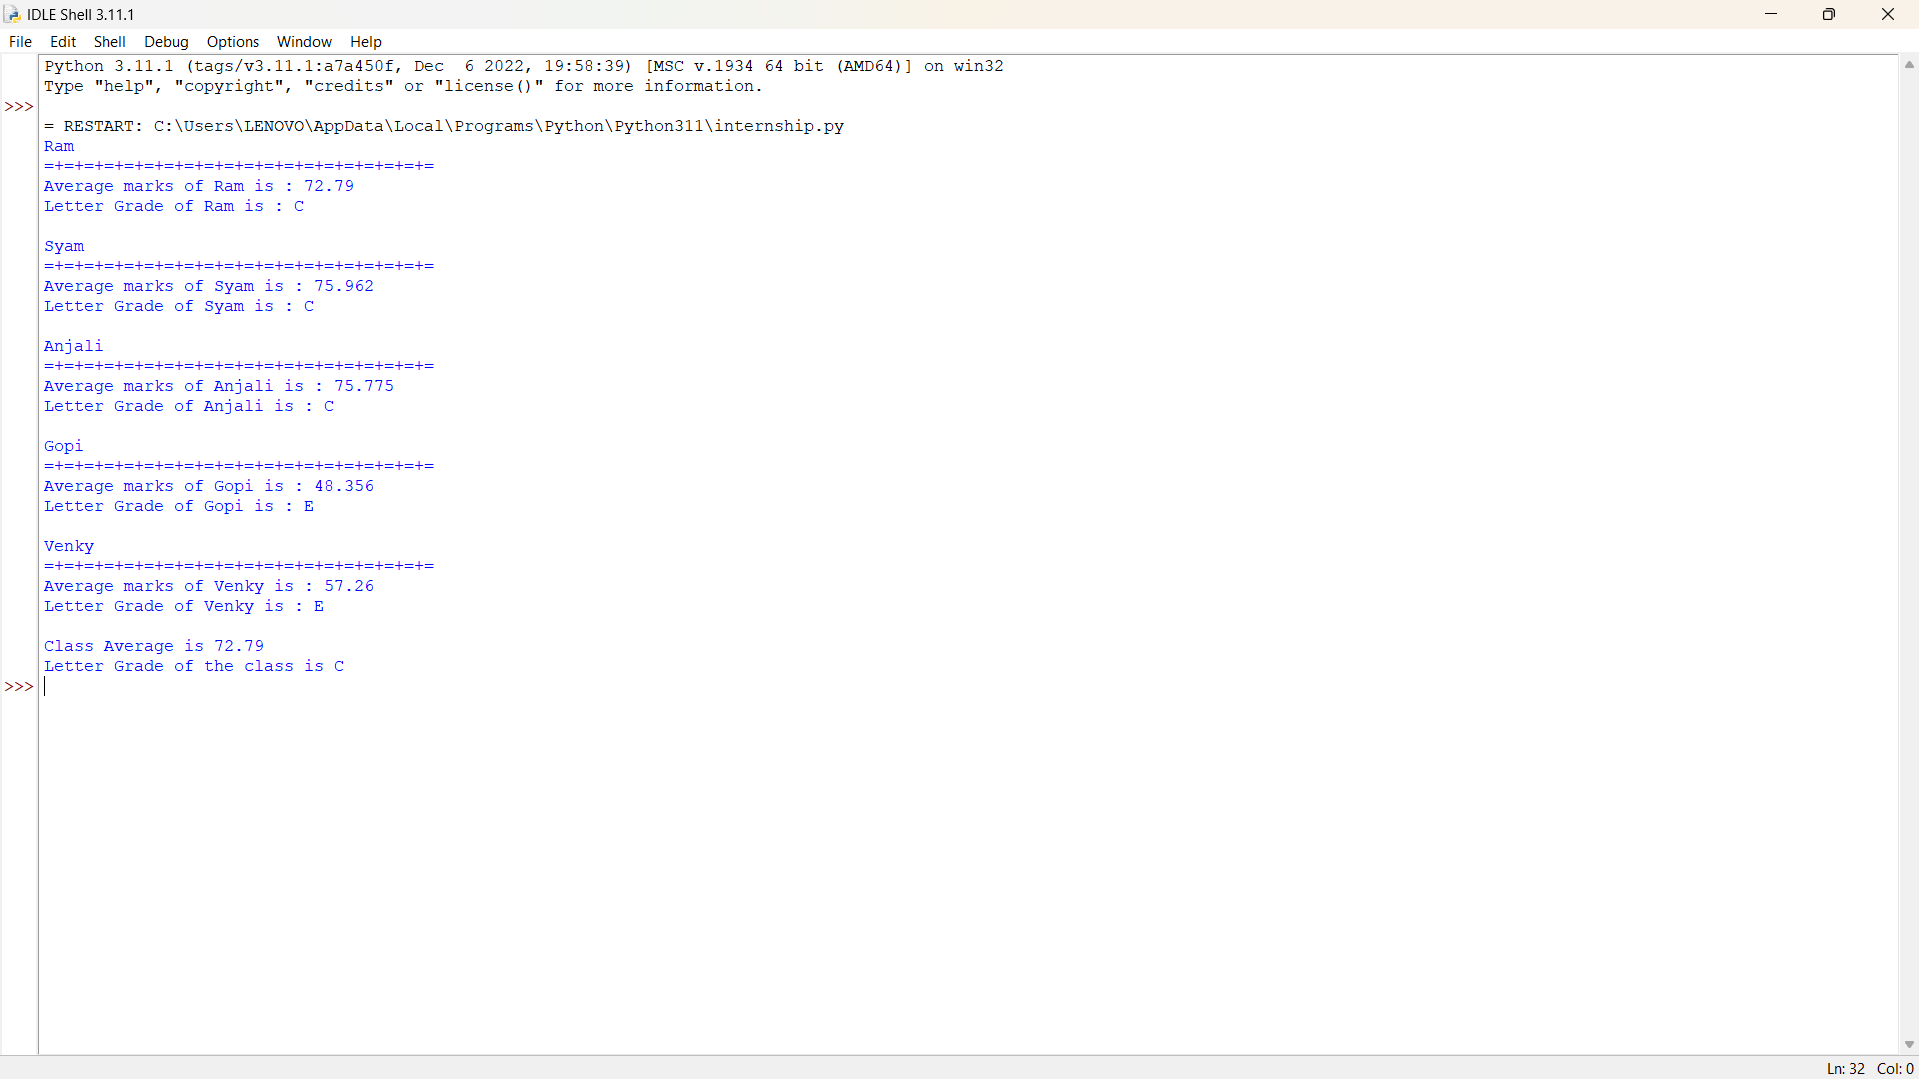 IDLE Shell 3.11.1
File Edit Shell Debug Options Window Help
Python 3.11.1 (tags/v3.11.1:a7a450f, Dec  6 2022, 19:58:39) [MSC v.1934 64 bit (AMD64)] on win32
Type "help", "copyright", "credits" or "license()" for more information.
>>>
= RESTART: C:\Users\LENOVO\AppData\Local\Programs\Python\Python311\internship.py
Ram
=+=+=+=+=+=+=+=+=+=+=+=+=+=+=+=+=+=+=+=
Average marks of Ram is : 72.79
Letter Grade of Ram is : C
Syam
=+=+=+=+=+=+=+=+=+=+=+=+=+=+=+=+=+=+=+=
Average marks of Syam is : 75.962
Letter Grade of Syam is : C
Anjali
=+=+=+=+=+=+=+=+=+=+=+=+=+=+=+=+=+=+=+=
Average marks of Anjali is : 75.775
Letter Grade of Anjali is : C
Gopi
=+=+=+=+=+=+=+=+=+=+=+=+=+=+=+=+=+=+=+=
Average marks of Gopi is : 48.356
Letter Grade of Gopi is : E
Venky
=+=+=+=+=+=+=+=+=+=+=+=+=+=+=+=+=+=+=+=
Average marks of Venky is : 57.26
Letter Grade of Venky is : E
Class Average is 72.79
Letter Grade of the class is C
>>>
Ln: 32 Col: 0